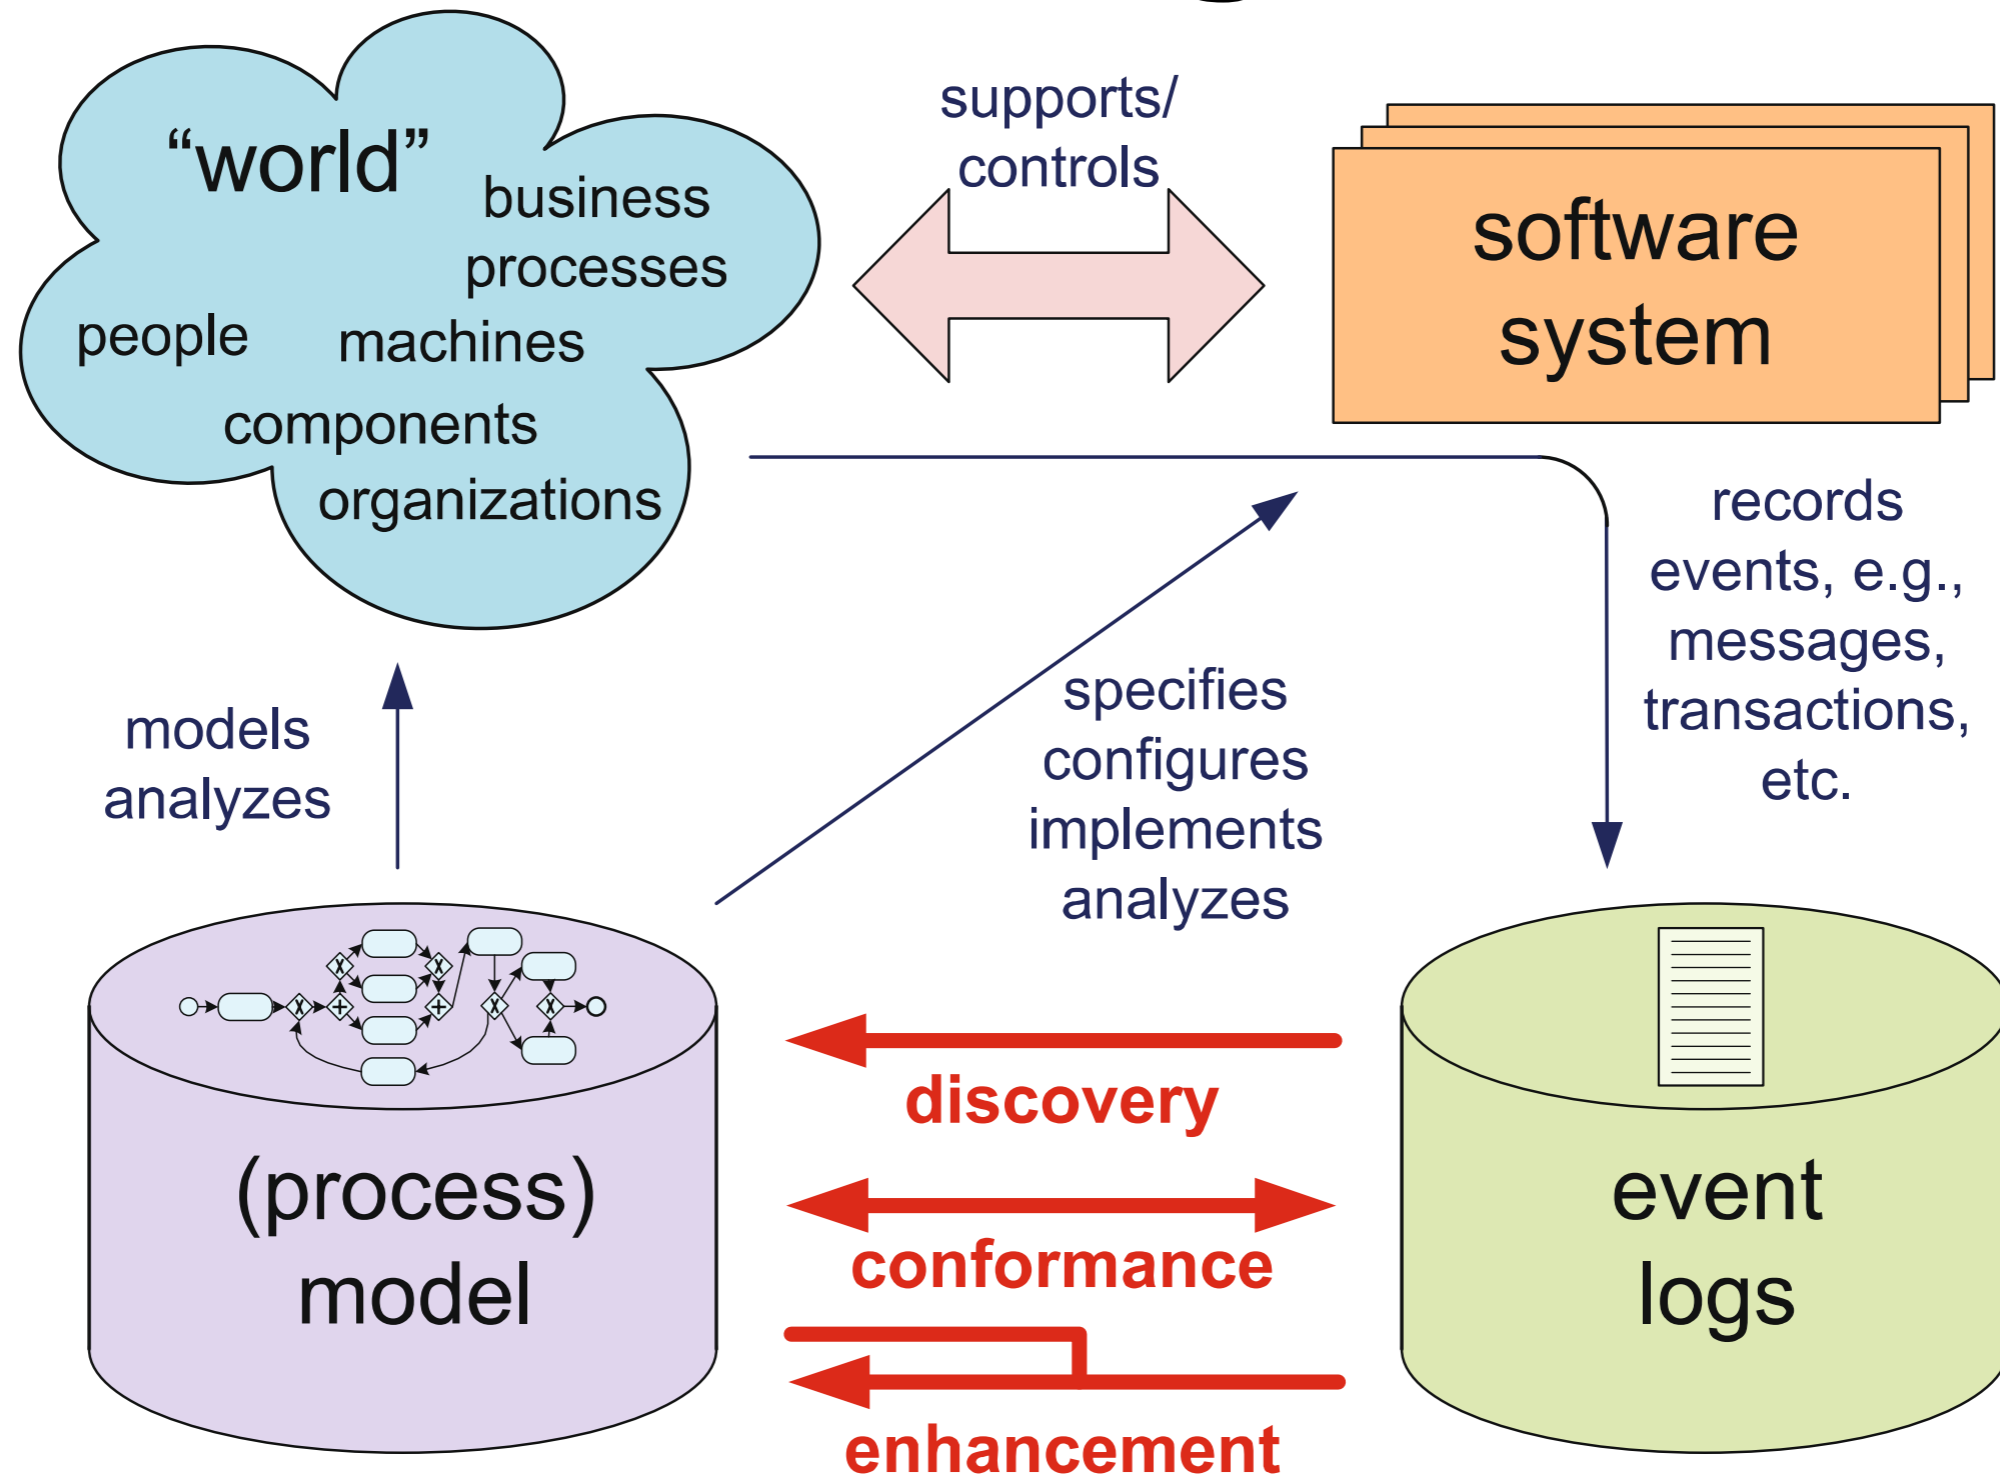 “world”
business
processes
people
machines
components
organizations
supports/
controls
software
system
records
events, e.g.,
messages,
transactions,
etc.
models
analyzes
specifies
configures
implements
analyzes
(process)
model
discovery
conformance
enhancement
event
logs